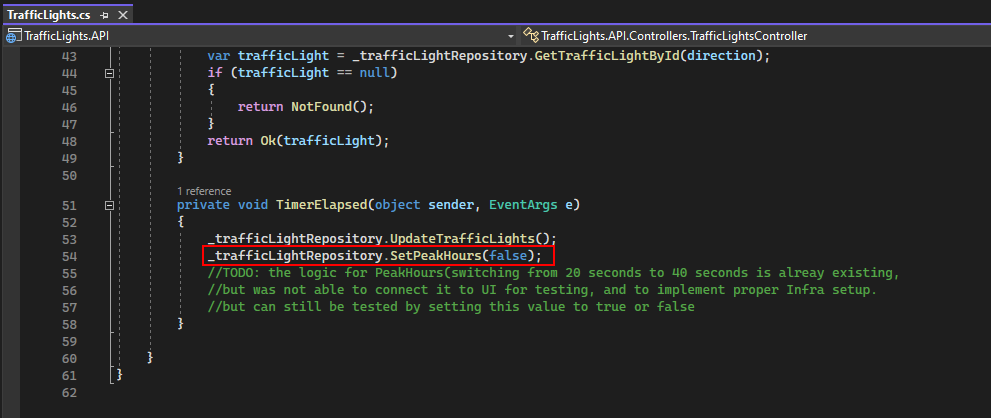 TrafficLights.cs
TrafficLights.API
TrafficLights.API.Controllers.TrafficLightsController
43 var trafficLight = _trafficLightRepository.GetTrafficLightById(direction);
44 if (trafficLight == null)
45 {
46 return NotFound();
47 }
48 return Ok(trafficLight);
49 }
50
1 reference
51 private void TimerElapsed(object sender, EventArgs e)
52 {
53 _trafficLightRepository.UpdateTrafficLights();
54 _trafficLightRepository.SetPeakHours(false);
55 //TODO: the logic for PeakHours(switching from 20 seconds to 40 seconds is alreay existing,
56 //but was not able to connect it to UI for testing, and to implement proper Infra setup.
57 //but can still be tested by setting this value to true or false
58 }
59
60 }
61 }
62